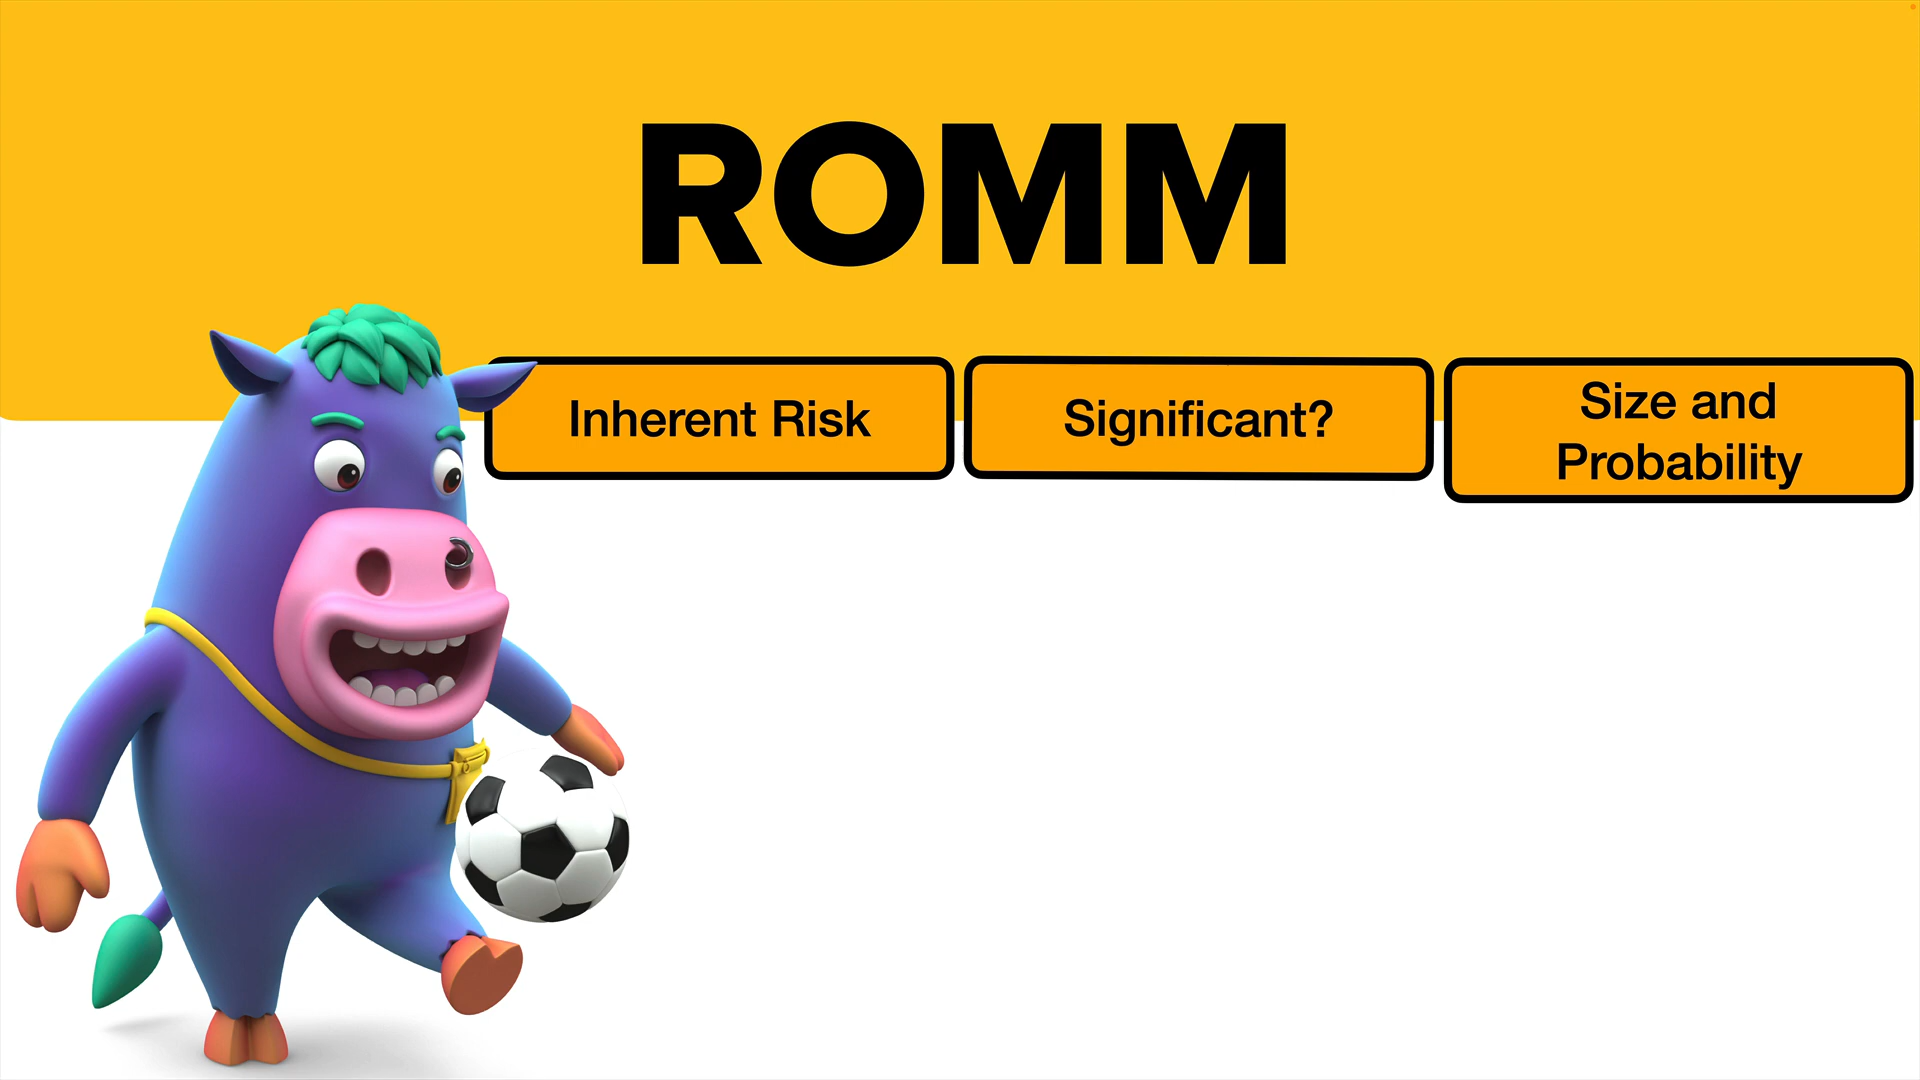 ROMM
Inherent Risk
Significant?
Size and
Probability